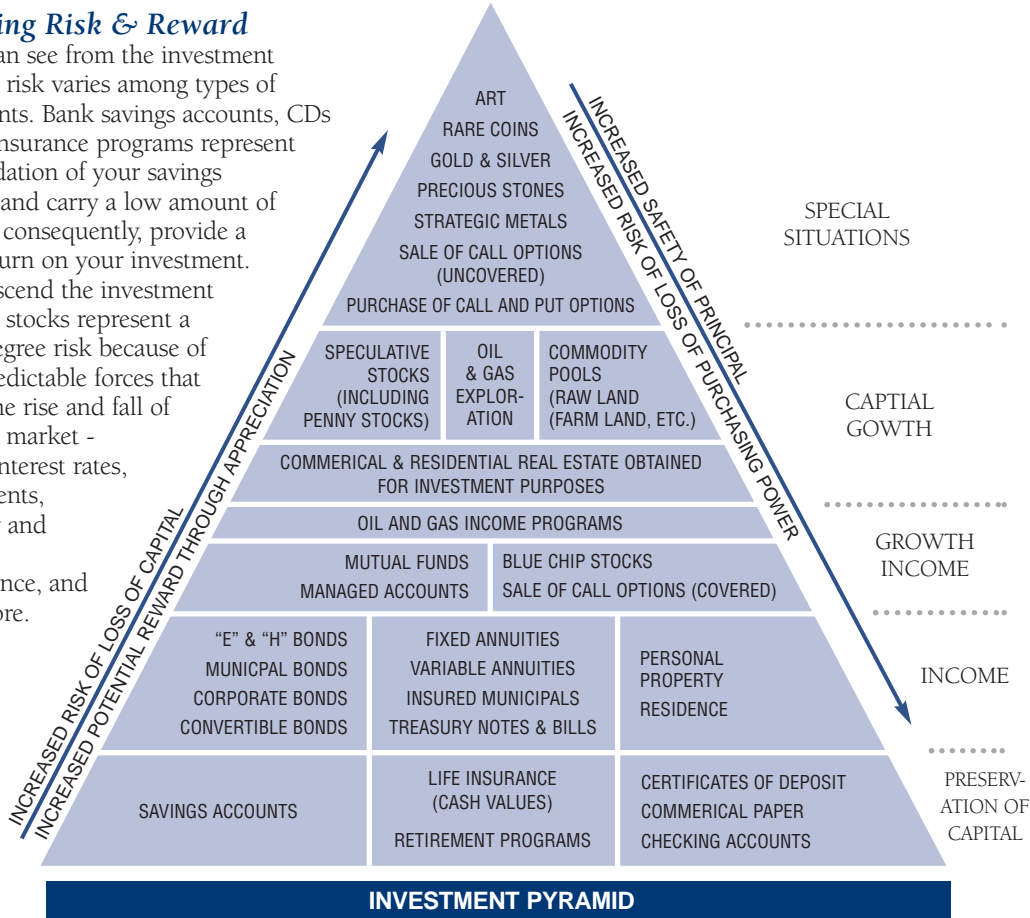 ing Risk & Reward
an see from the investment
risk varies among types of
nts. Bank savings accounts, CDs
nsurance programs represent
dation of your savings
and carry a low amount of
consequently, provide a
urn on your investment.
scend the investment
stocks represent a
egree risk because of
edictable forces that
ne rise and fall of
market -
nterest rates,
ents,
and
nce, and
ore.
ART
RARE COINS
GOLD & SILVER
PRECIOUS STONES
STRATEGIC METALS
SALE OF CALL OPTIONS
(UNCOVERED)
PURCHASE OF CALL AND PUT OPTIONS
SPECULATIVE
STOCKS
(INCLUDING
PENNY STOCKS)
OIL
& GAS
EXPLOR-
ATION
COMMODITY
POOLS
(RAW LAND
(FARM LAND, ETC.)
COMMERICAL & RESIDENTIAL REAL ESTATE OBTAINED
FOR INVESTMENT PURPOSES
OIL AND GAS INCOME PROGRAMS
MUTUAL FUNDS
MANAGED ACCOUNTS
BLUE CHIP STOCKS
SALE OF CALL OPTIONS (COVERED)
"E" & "H" BONDS
MUNICPAL BONDS
CORPORATE BONDS
CONVERTIBLE BONDS
FIXED ANNUITIES
VARIABLE ANNUITIES
INSURED MUNICIPALS
TREASURY NOTES & BILLS
PERSONAL
PROPERTY
RESIDENCE
SAVINGS ACCOUNTS
LIFE INSURANCE
(CASH VALUES)
RETIREMENT PROGRAMS
CERTIFICATES OF DEPOSIT
COMMERICAL PAPER
CHECKING ACCOUNTS
INCREASED RISK OF LOSS OF CAPITAL
INCREASED POTENTIAL REWARD THROUGH APPRECIATION
INCREASED SAFETY OF PRINCIPAL
INCREASED RISK OF LOSS OF PURCHASING POWER
SPECIAL
SITUATIONS
CAPTIAL
GOWTH
GROWTH
INCOME
INCOME
PRESERV-
ATION OF
CAPITAL
INVESTMENT PYRAMID